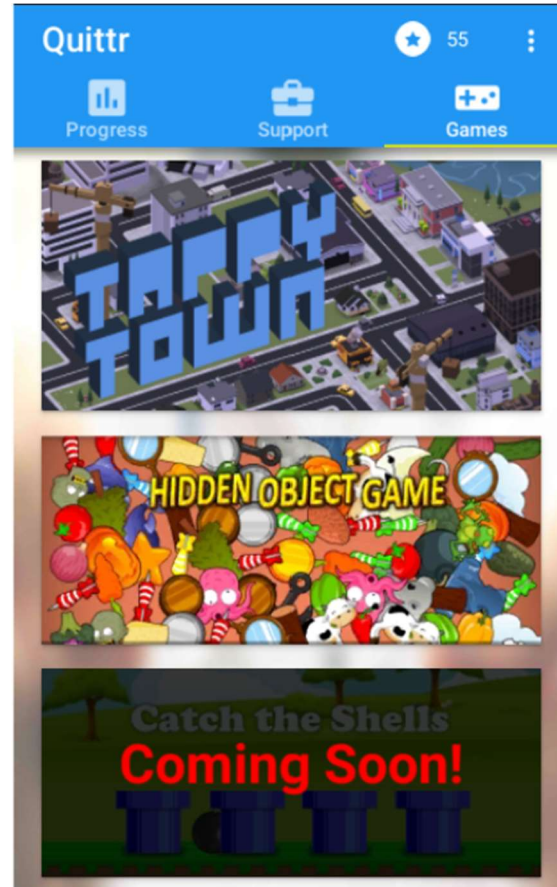 Quittr
55
Progress
Support
Games
TAPPY
TOWN
HIDDEN OBJECT GAME
Catch the Shells
Coming Soon!